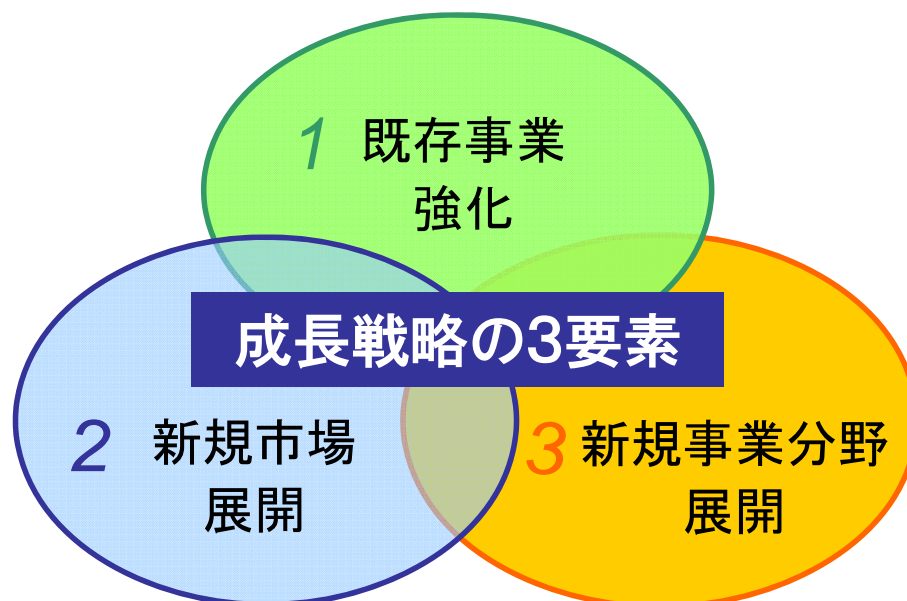 1 既存事業
強化
成長戦略の3要素
2 新規市場
展開
3 新規事業分野
展開